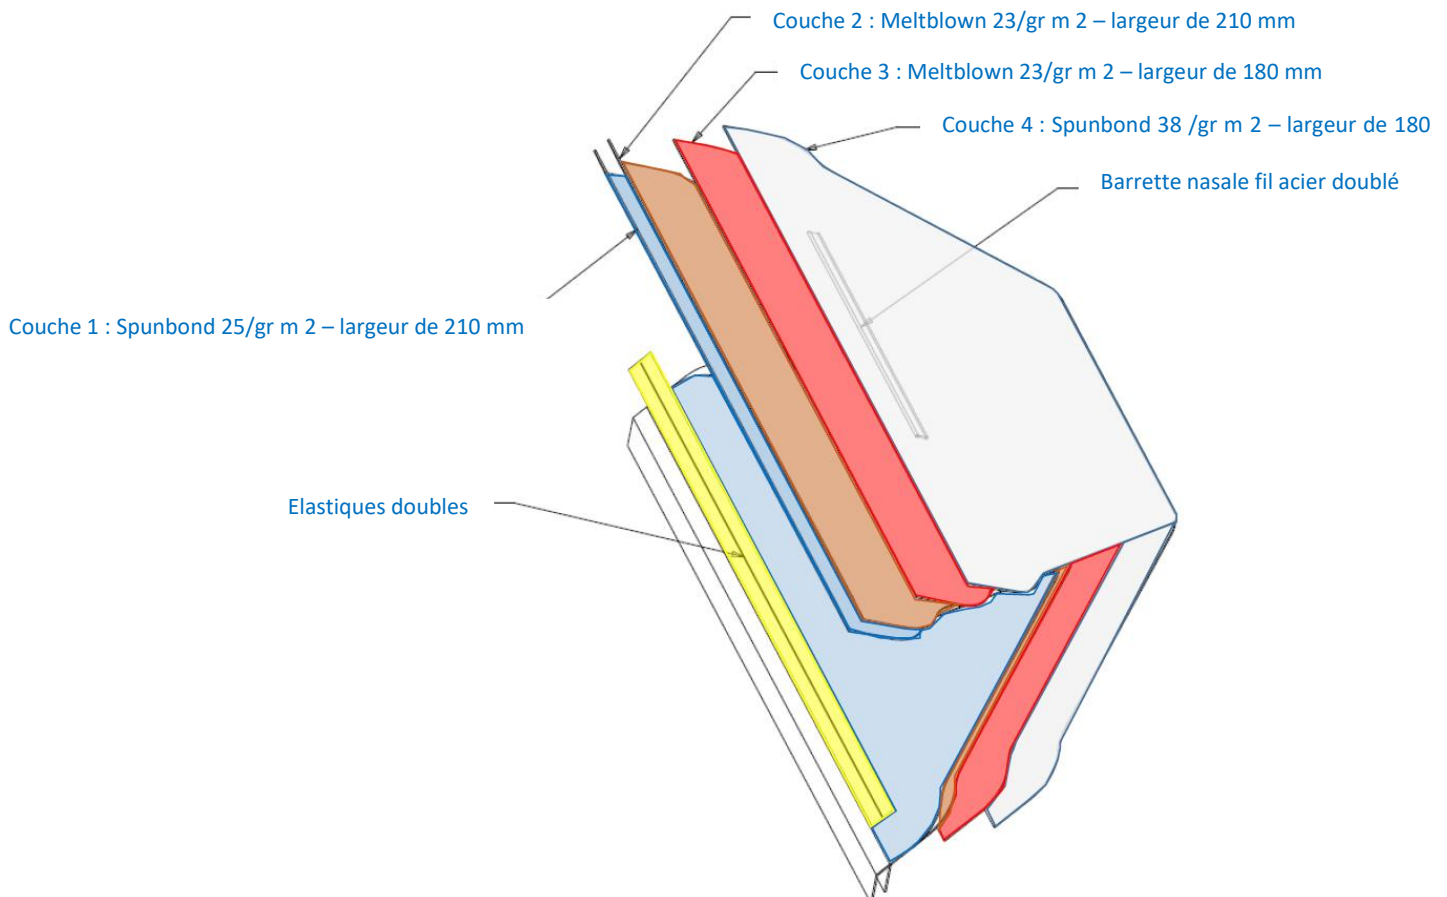 Couche 2 : Meltblown 23/gr m 2 – largeur de 210 mm
Couche 3 : Meltblown 23/gr m 2 – largeur de 180 mm
Couche 4 : Spunbond 38 /gr m 2 – largeur de 180
Barrette nasale fil acier doublé
Couche 1 : Spunbond 25/gr m 2 – largeur de 210 mm
Elastiques doubles